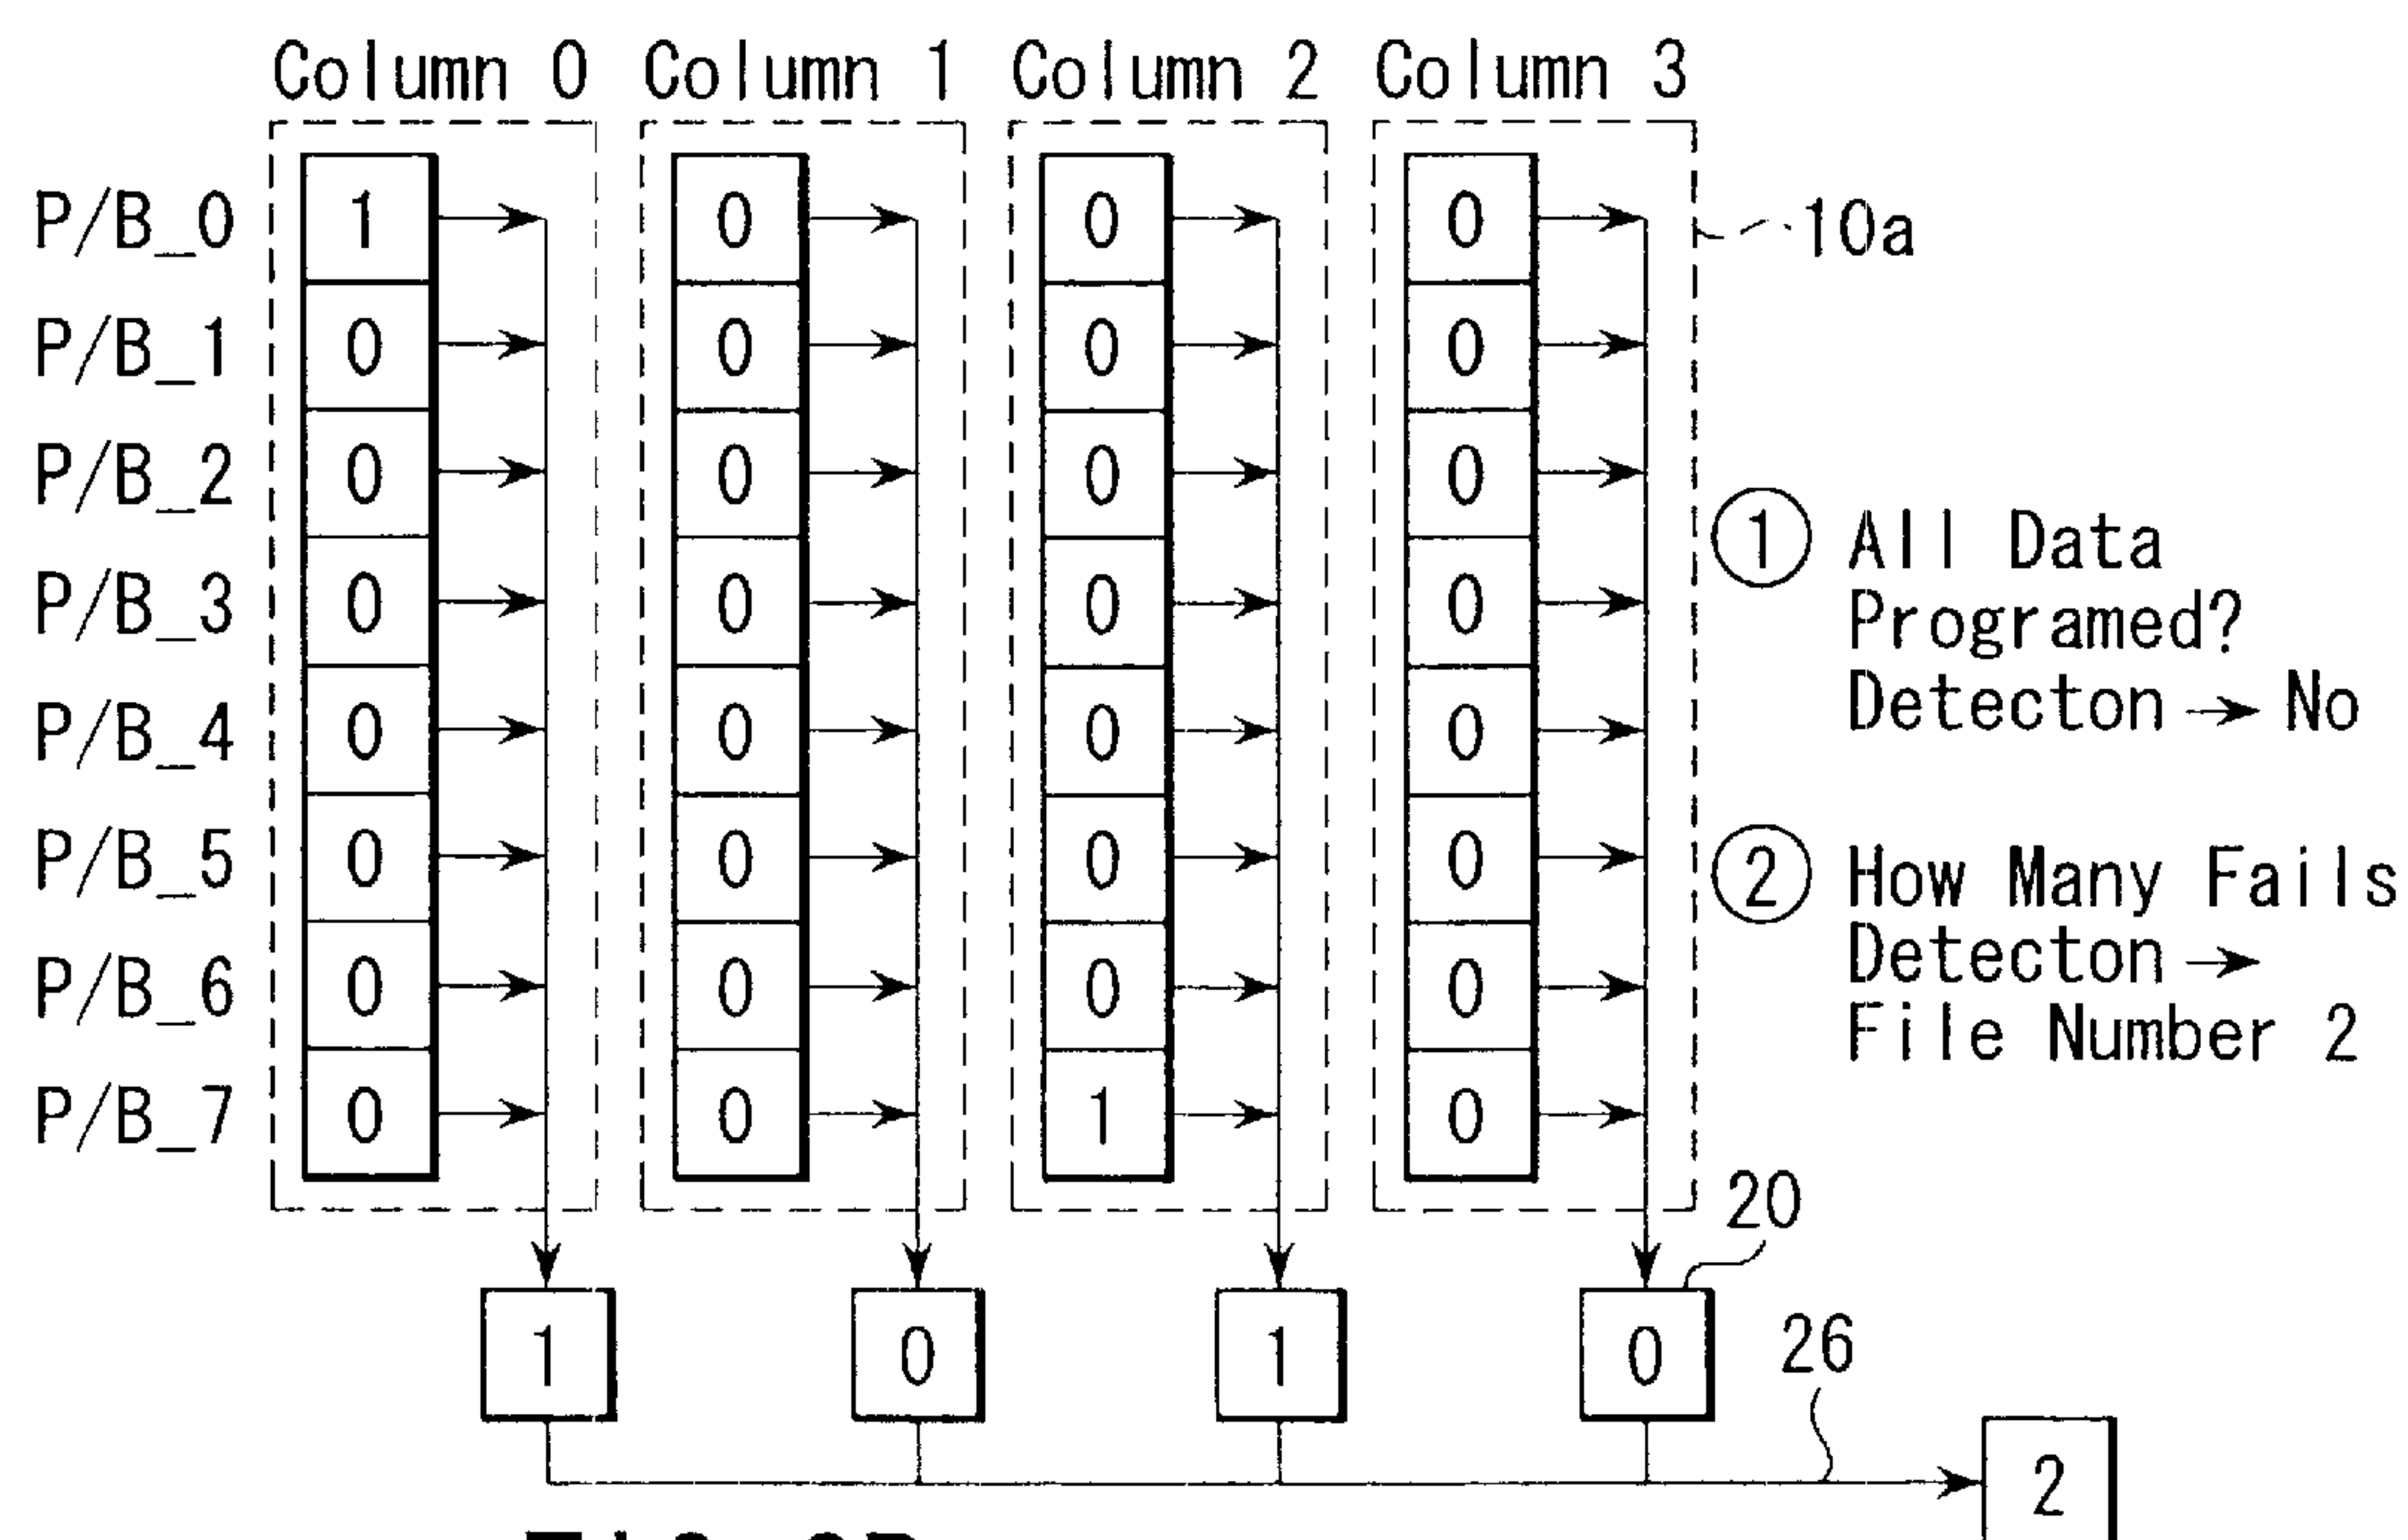 Column 0 Column 1 Column 2 Column 3
P/B_0 1 0 0 0 10a
P/B_1 0 0 0 0
P/B_2 0 0 0 0
① All Data
P/B_3 0 0 0 0 Programed?
P/B_4 0 0 0 0 Detecton → No
P/B_5 0 0 0 0 ② How Many Fails
Detecton →
P/B_6 0 0 0 0
File Number 2
P/B_7 0 0 1 0
20
1 0 1 0 26
2